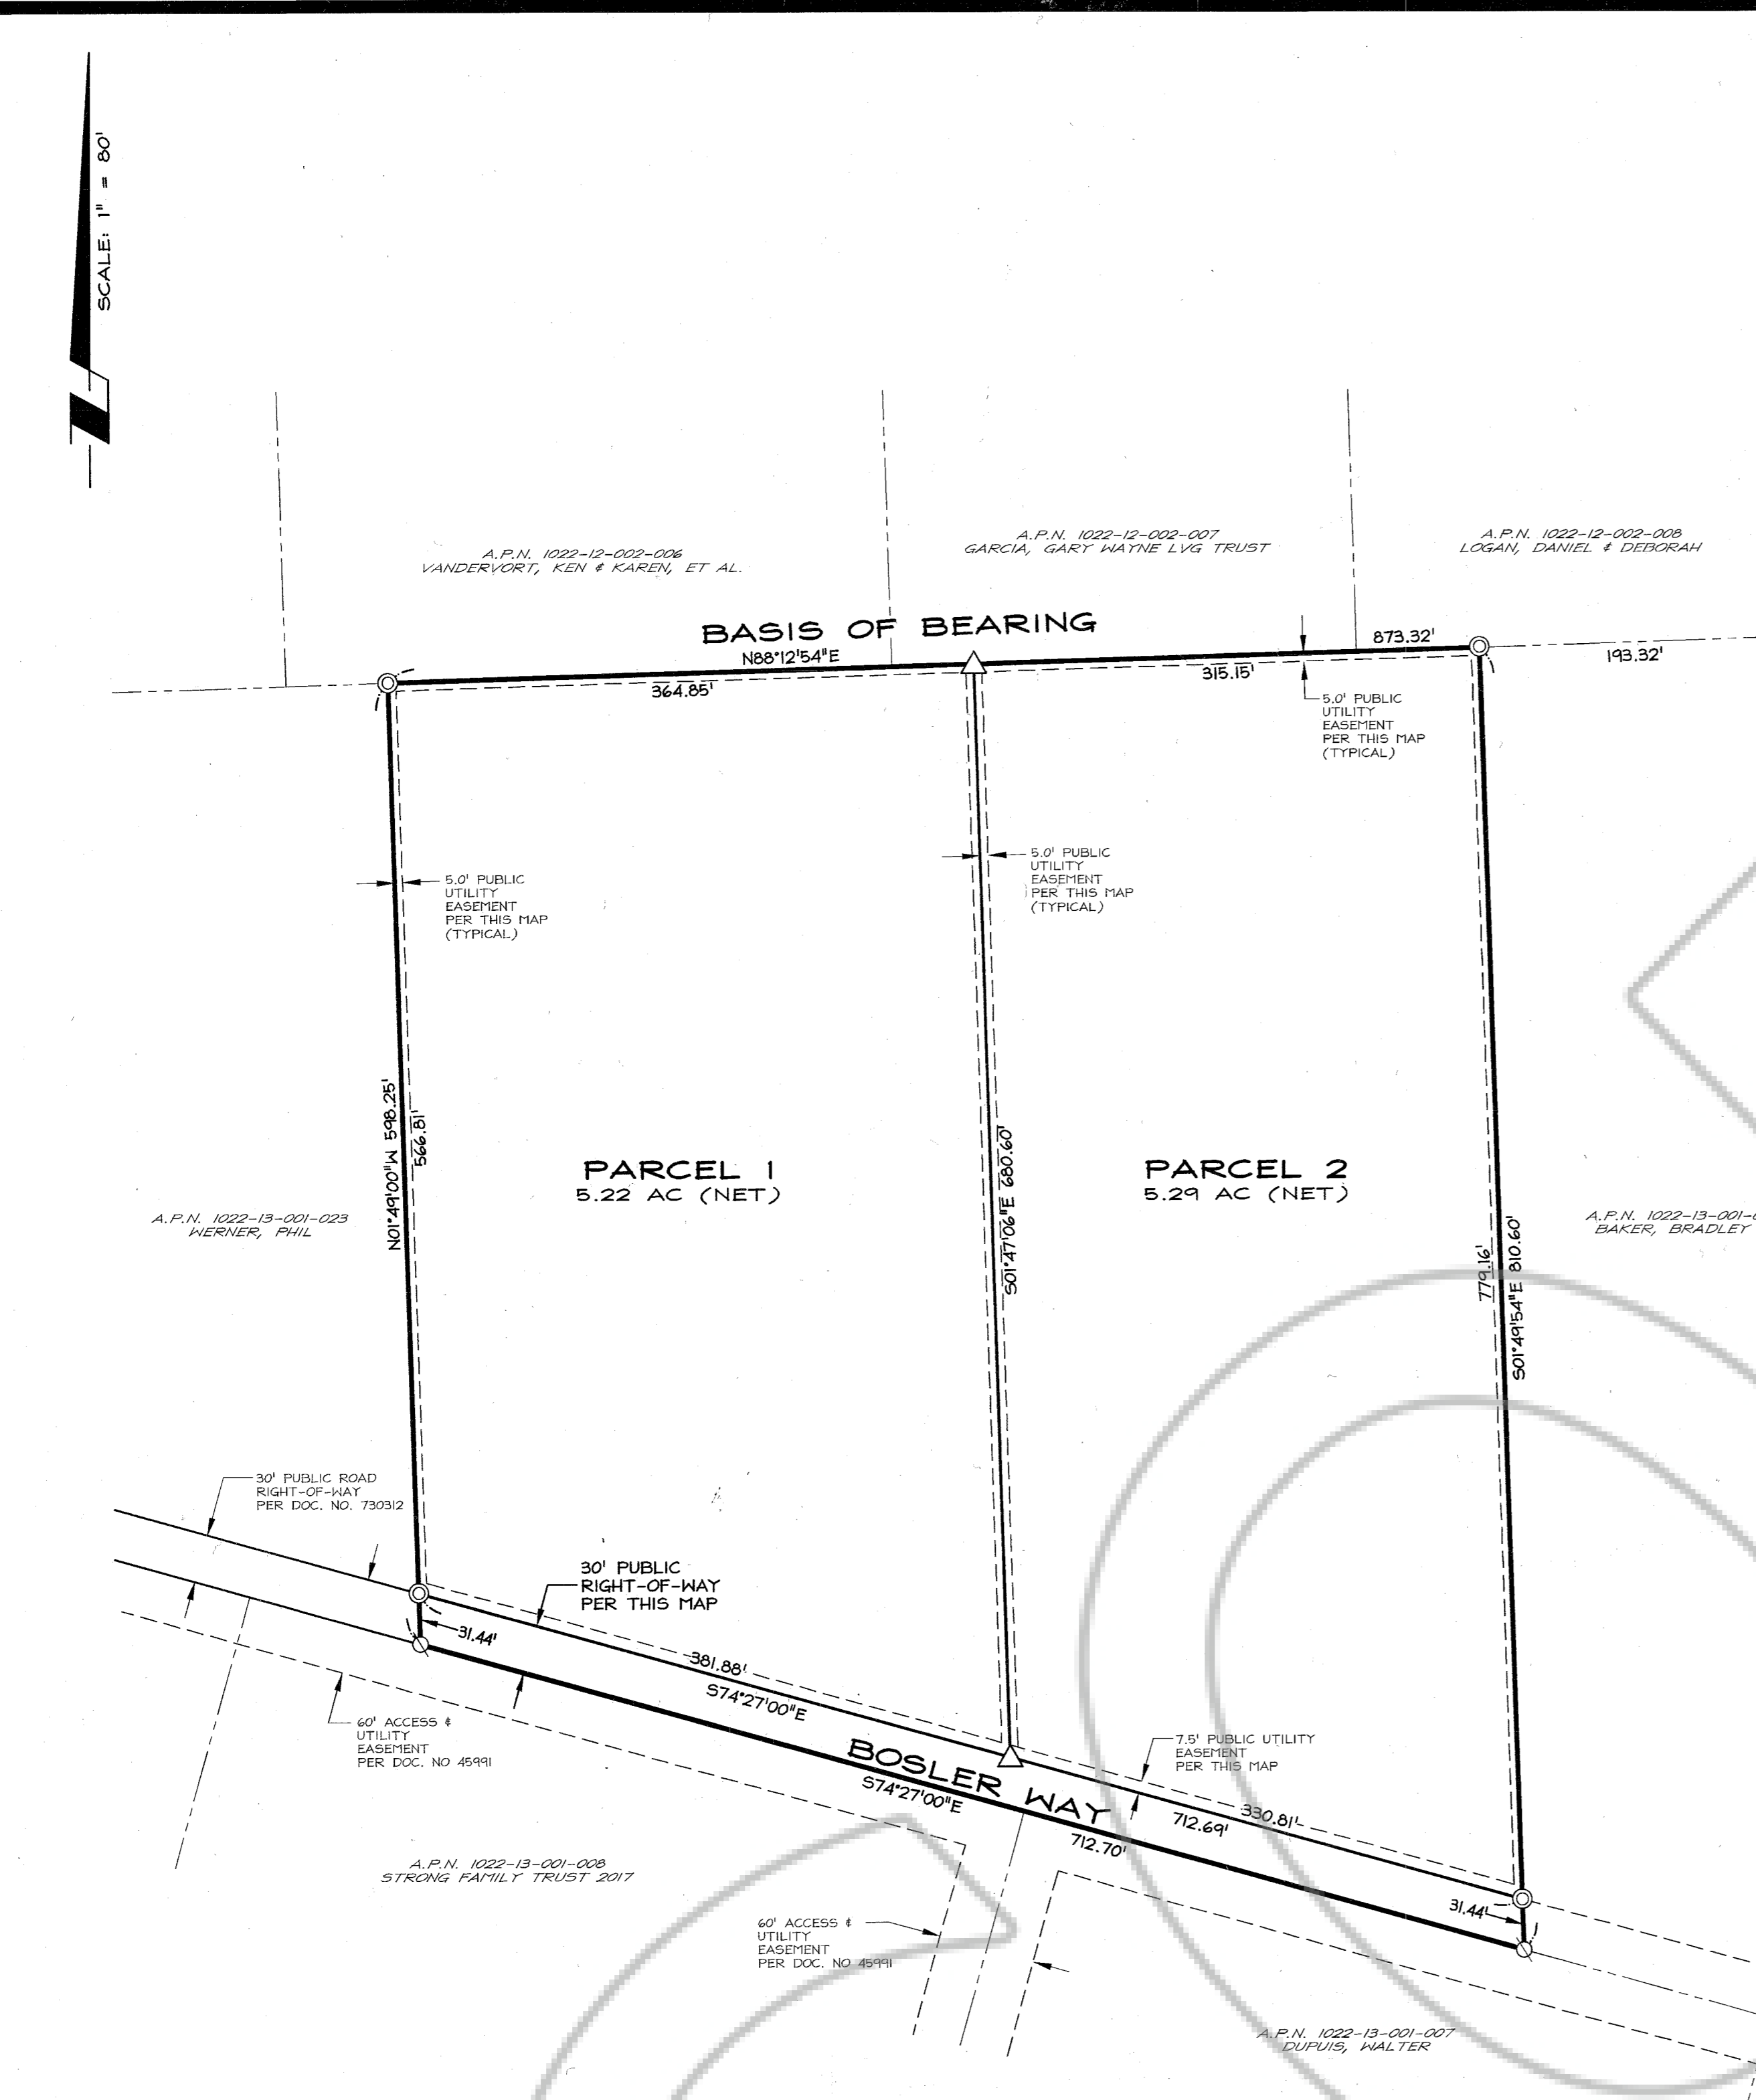 SCALE: 1" = 80'
A.P.N. 1022-12-002-006
VANDERVORT, KEN & KAREN, ET AL.
A.P.N. 1022-12-002-007
GARCIA, GARY WAYNE LVG TRUST
A.P.N. 1022-12-002-008
LOGAN, DANIEL & DEBORAH
BASIS OF BEARING
N88°12'54"E
873.32'
364.85'
315.15'
193.32'
5.0' PUBLIC
UTILITY
EASEMENT
PER THIS MAP
(TYPICAL)
5.0' PUBLIC
UTILITY
EASEMENT
PER THIS MAP
(TYPICAL)
5.0' PUBLIC
UTILITY
EASEMENT
PER THIS MAP
(TYPICAL)
N01°49'00"W 598.25'
566.81'
PARCEL 1
5.22 AC (NET)
S01°47'06"E 680.60'
PARCEL 2
5.29 AC (NET)
779.16'
S01°49'54"E 810.60'
A.P.N. 1022-13-001-023
WERNER, PHIL
A.P.N. 1022-13-001-
BAKER, BRADLEY
30' PUBLIC ROAD
RIGHT-OF-WAY
PER DOC. NO. 730312
30' PUBLIC
RIGHT-OF-WAY
PER THIS MAP
31.44'
381.88'
S74°27'00"E
60' ACCESS &
UTILITY
EASEMENT
PER DOC. NO 45991
BOSLER WAY
S74°27'00"E
7.5' PUBLIC UTILITY
EASEMENT
PER THIS MAP
330.81'
712.69'
712.70'
31.44'
A.P.N. 1022-13-001-008
STRONG FAMILY TRUST 2017
60' ACCESS &
UTILITY
EASEMENT
PER DOC. NO 45991
A.P.N. 1022-13-001-007
DUPUIS, WALTER